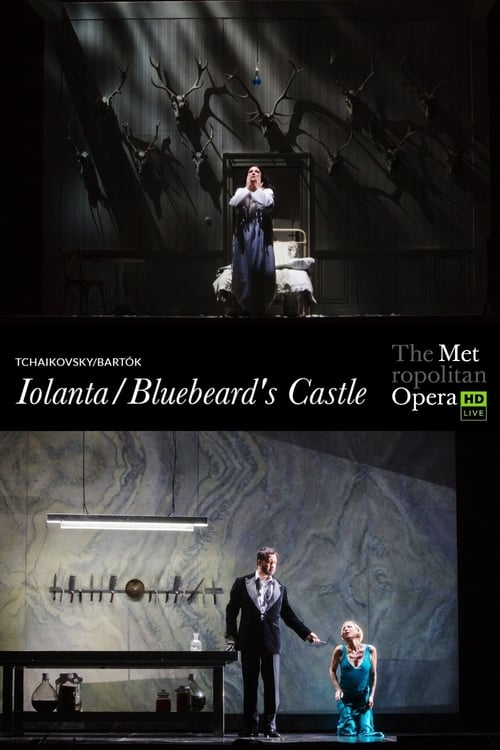 TCHAIKOVSKY/BARTÓK
Iolanta/Bluebeard's Castle
The Met
ropolitan
Opera HD
LIVE